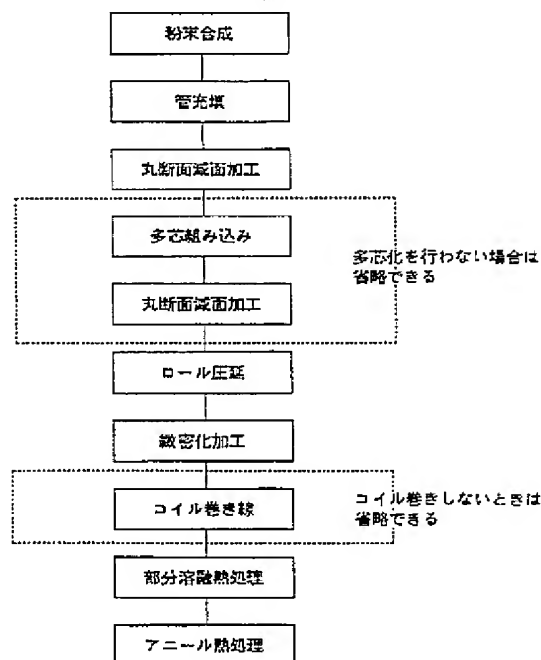 粉末合成
管充填
丸断面減面加工
多芯組み込み
多芯化を行わない場合は
省略できる
丸断面減面加工
ロール圧延
緻密化加工
コイル巻き線
コイル巻きしないときは
省略できる
部分溶融熱処理
アニール熱処理